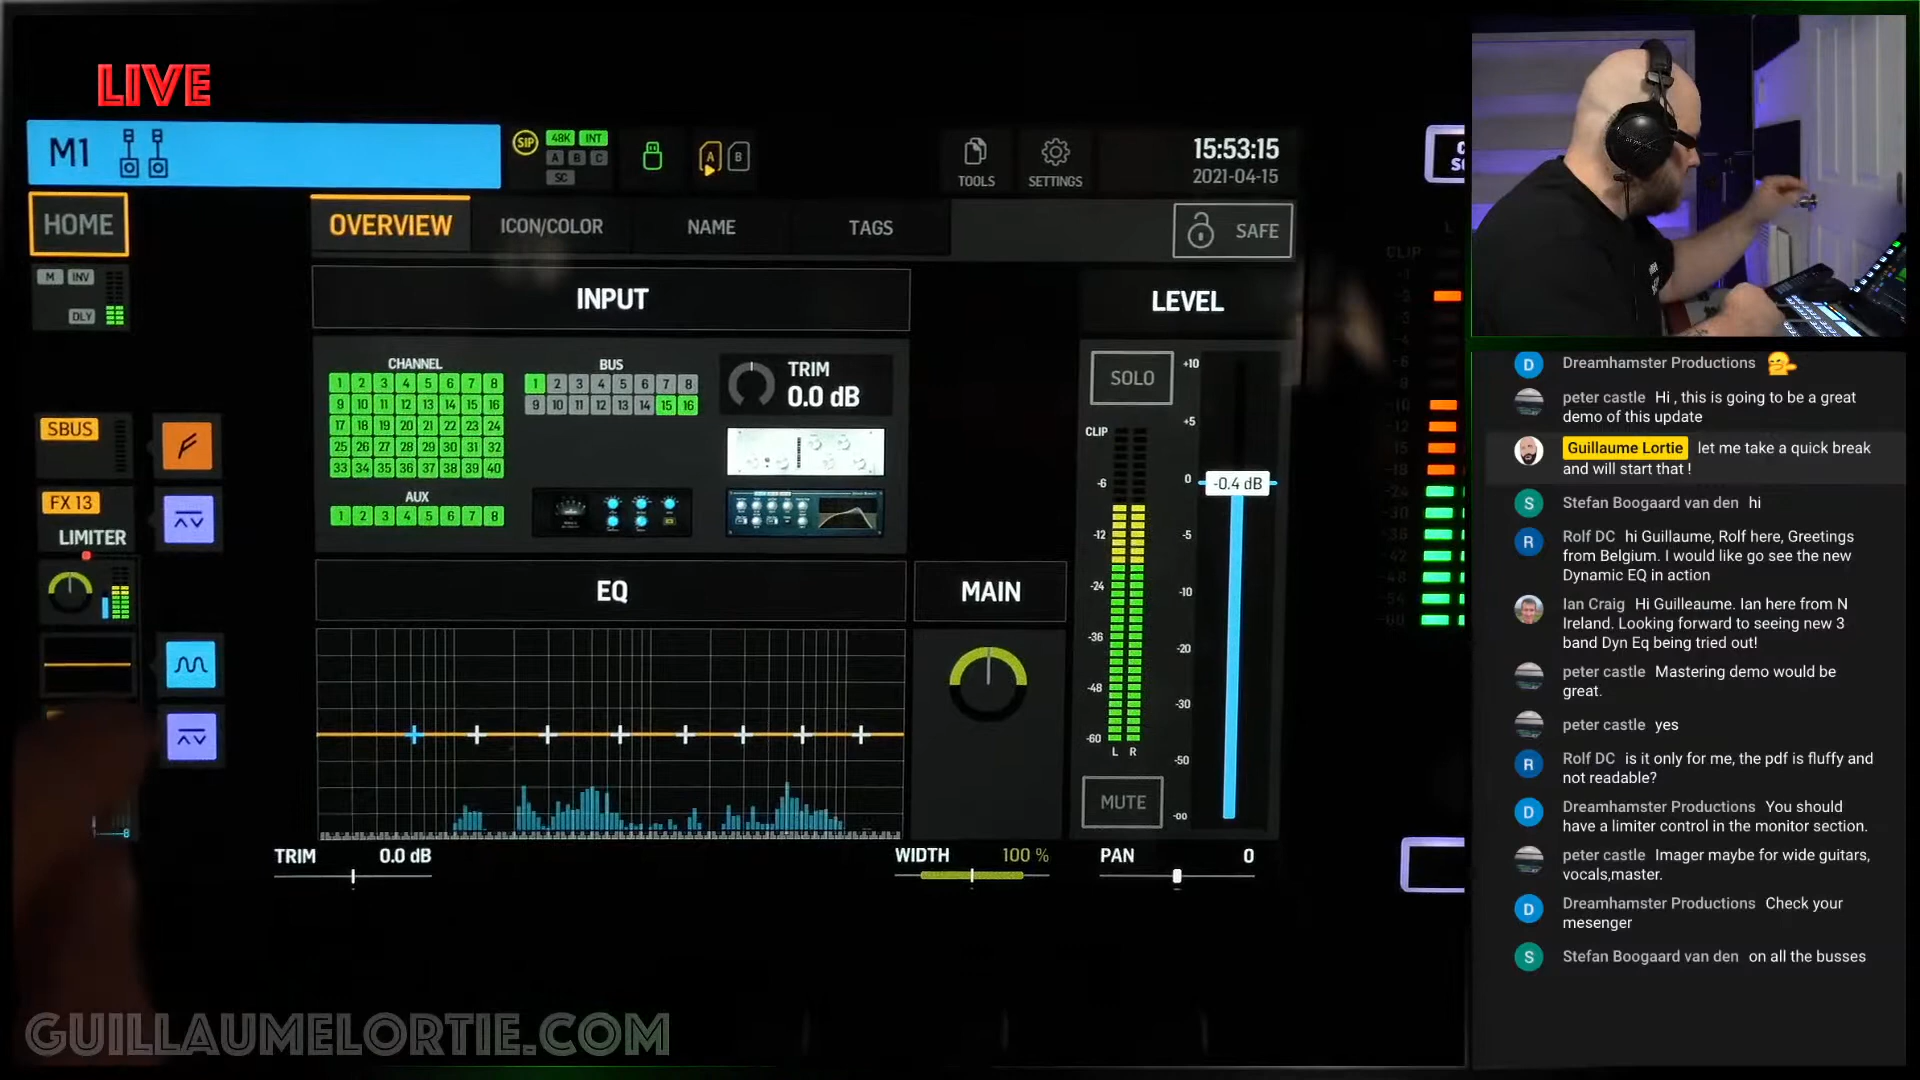 LIVE
M1
SIP
48K INT
A B C
SC
A B
TOOLS
SETTINGS
15:53:15
2021-04-15
HOME
OVERVIEW
ICON/COLOR
NAME
TAGS
SAFE
M INV
DLY
INPUT
LEVEL
CHANNEL
1 2 3 4 5 6 7 8
9 10 11 12 13 14 15 16
17 18 19 20 21 22 23 24
25 26 27 28 29 30 31 32
33 34 35 36 37 38 39 40
AUX
1 2 3 4 5 6 7 8
BUS
1 2 3 4 5 6 7 8
9 10 11 12 13 14 15 16
TRIM
0.0 dB
SBUS
FX 13
LIMITER
EQ
MAIN
SOLO
CLIP
-6
-12
-24
-36
-48
-60
L R
+10
+5
0
-5
-10
-20
-30
-50
-oo
-0.4 dB
MUTE
TRIM 0.0 dB
WIDTH 100 %
PAN 0
CLIP
GUILLAUMELORTIE.COM
D Dreamhamster Productions
peter castle Hi , this is going to be a great
demo of this update
Guillaume Lortie let me take a quick break
and will start that !
S Stefan Boogaard van den hi
R Rolf DC hi Guillaume, Rolf here, Greetings
from Belgium. I would like go see the new
Dynamic EQ in action
Ian Craig Hi Guilleaume. Ian here from N
Ireland. Looking forward to seeing new 3
band Dyn Eq being tried out!
peter castle Mastering demo would be
great.
peter castle yes
R Rolf DC is it only for me, the pdf is fluffy and
not readable?
D Dreamhamster Productions You should
have a limiter control in the monitor section.
peter castle Imager maybe for wide guitars,
vocals,master.
D Dreamhamster Productions Check your
mesenger
S Stefan Boogaard van den on all the busses